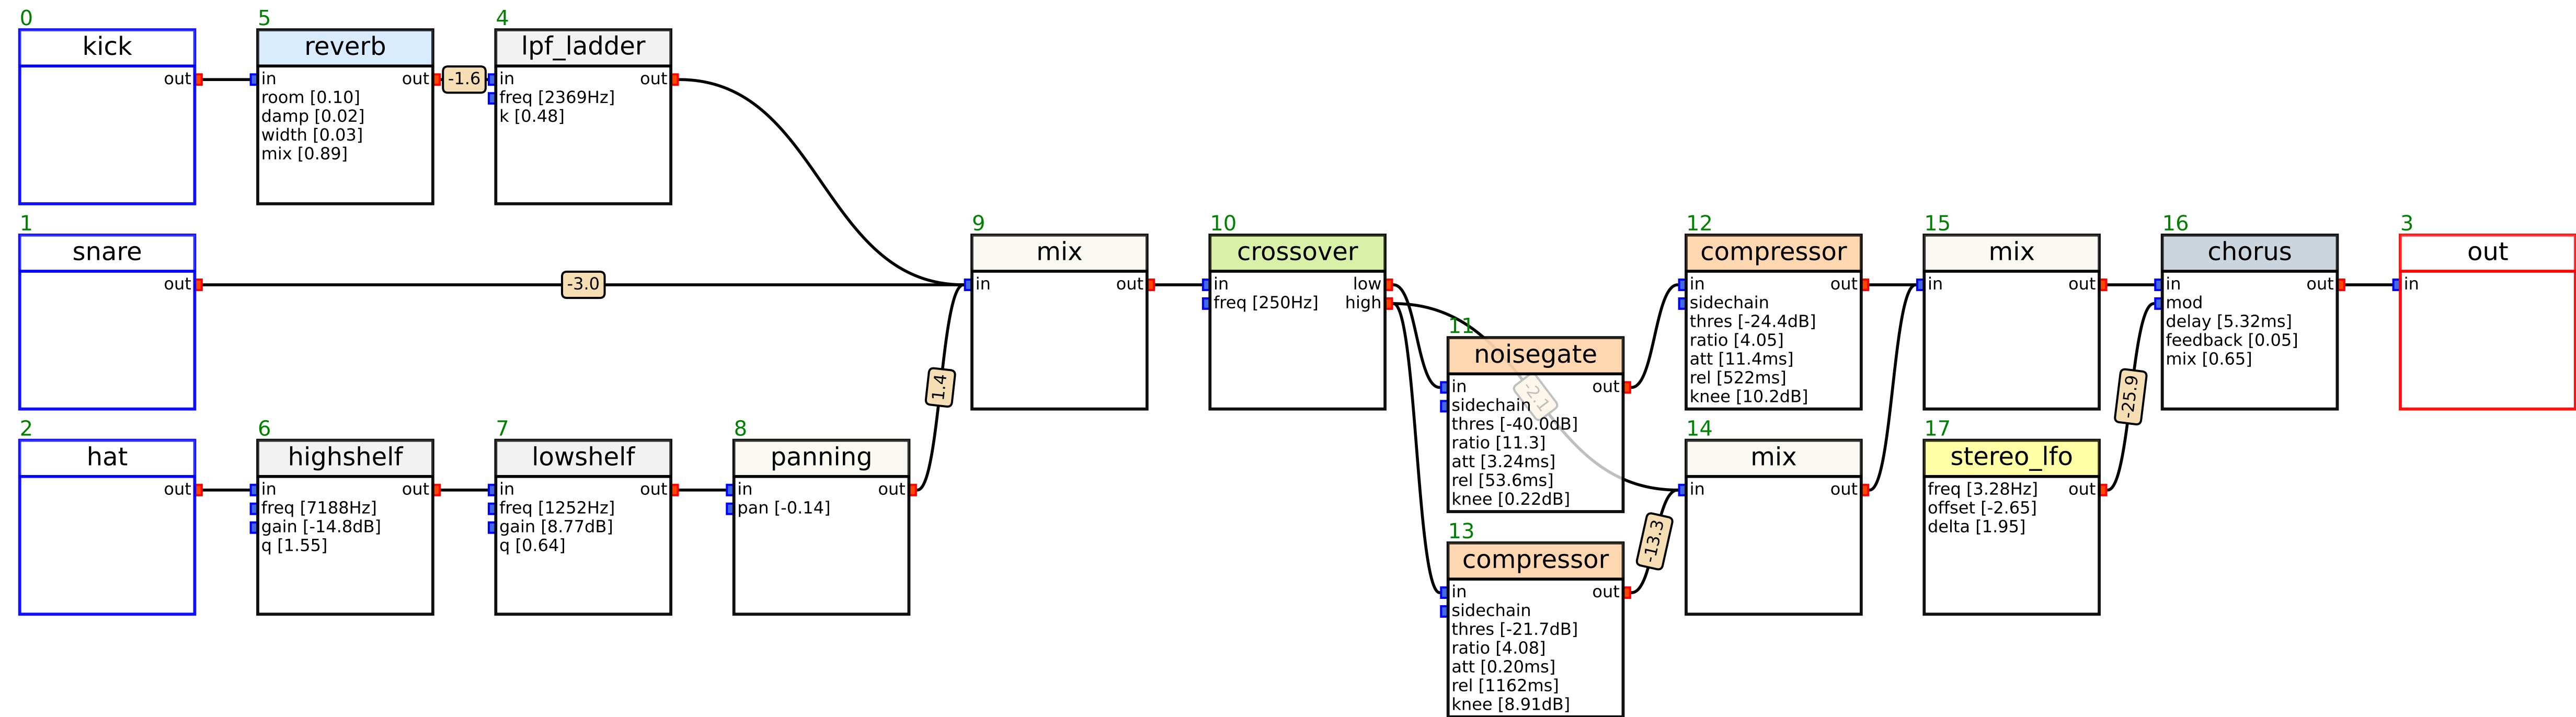 0
kick
out
5
reverb
in out
room [0.10]
damp [0.02]
width [0.03]
mix [0.89]
-1.6
4
lpf_ladder
in out
freq [2369Hz]
k [0.48]
1
snare
out
-3.0
2
hat
out
6
highshelf
in out
freq [7188Hz]
gain [-14.8dB]
q [1.55]
7
lowshelf
in out
freq [1252Hz]
gain [8.77dB]
q [0.64]
8
panning
in out
pan [-0.14]
1.4
9
mix
in out
10
crossover
in low
freq [250Hz] high
11
noisegate
in out
sidechain
thres [-40.0dB]
ratio [11.3]
att [3.24ms]
rel [53.6ms]
knee [0.22dB]
-2.1
13
compressor
in out
sidechain
thres [-21.7dB]
ratio [4.08]
att [0.20ms]
rel [1162ms]
knee [8.91dB]
-13.3
12
compressor
in out
sidechain
thres [-24.4dB]
ratio [4.05]
att [11.4ms]
rel [522ms]
knee [10.2dB]
14
mix
in out
15
mix
in out
17
stereo_lfo
freq [3.28Hz] out
offset [-2.65]
delta [1.95]
-25.9
16
chorus
in out
mod
delay [5.32ms]
feedback [0.05]
mix [0.65]
3
out
in